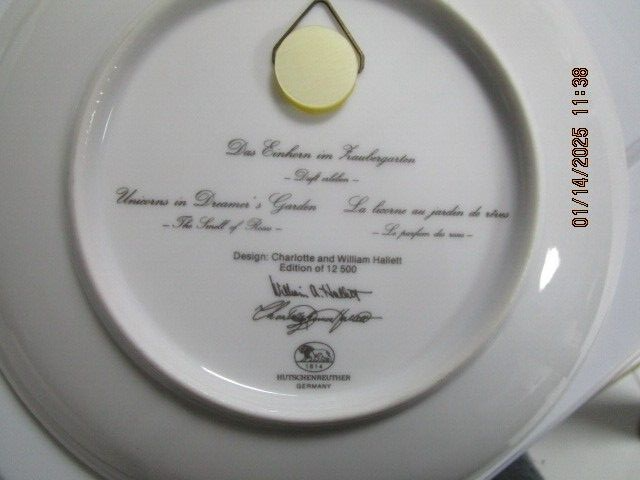 Das Einhorn im Zaubergarten
Unicorns in Dreamer's Garden
– The Smell of Roses –
La licorne au jardin de rêves
– Le parfum des roses –
Design: Charlotte and William Hallett
Edition of 12 500
William A. Hallett
1814
HUTSCHENREUTHER
GERMANY
01/14/2025 11:38